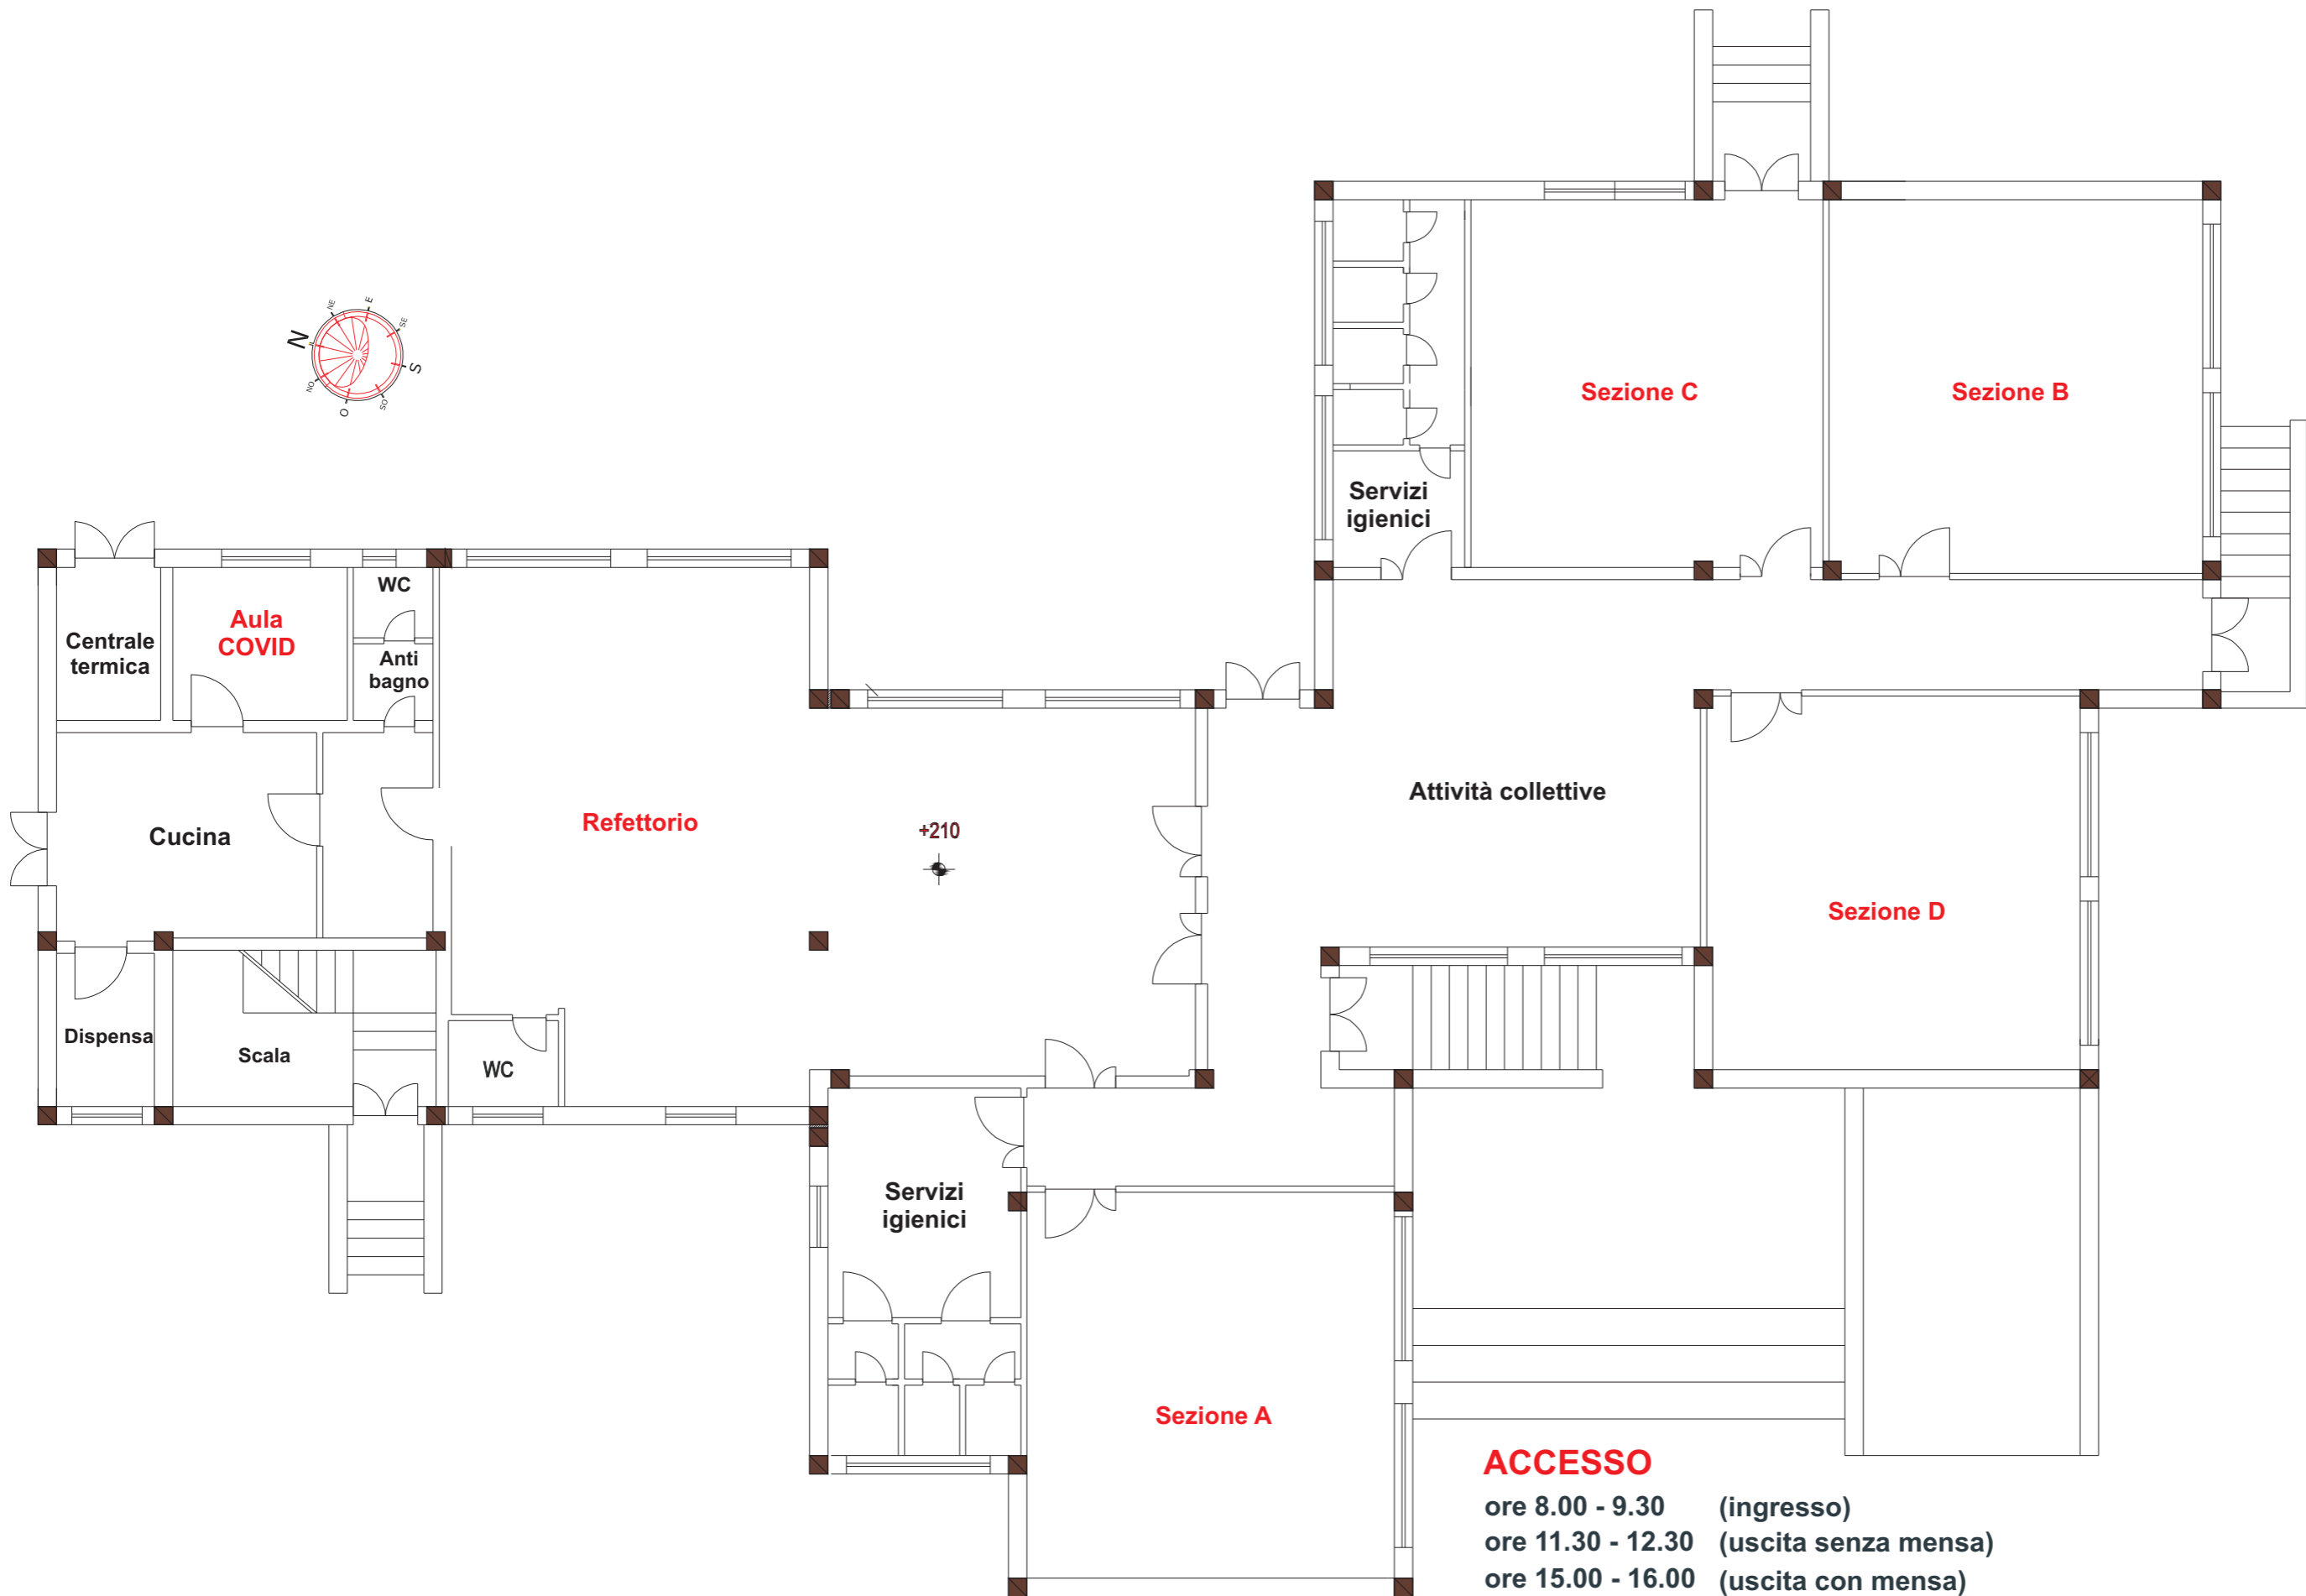 N
NE
E
SE
S
SO
O
NO
Sezione C
Sezione B
Servizi
igienici
WC
Aula
COVID
Centrale
termica
Anti
bagno
Attività collettive
Refettorio
+210
Cucina
Sezione D
Dispensa
Scala
WC
Servizi
igienici
Sezione A
ACCESSO
ore 8.00 - 9.30 (ingresso)
ore 11.30 - 12.30 (uscita senza mensa)
ore 15.00 - 16.00 (uscita con mensa)